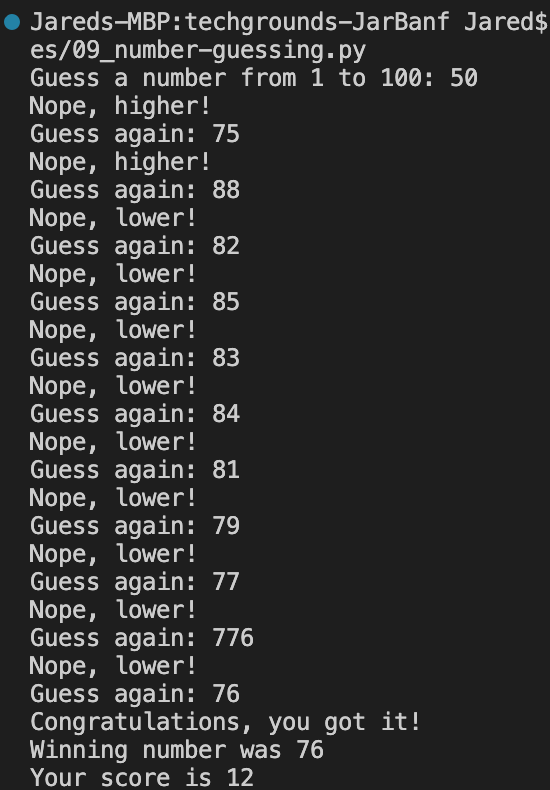 Jareds-MBP:techgrounds-JarBanf Jared$
es/09_number-guessing.py
Guess a number from 1 to 100: 50
Nope, higher!
Guess again: 75
Nope, higher!
Guess again: 88
Nope, lower!
Guess again: 82
Nope, lower!
Guess again: 85
Nope, lower!
Guess again: 83
Nope, lower!
Guess again: 84
Nope, lower!
Guess again: 81
Nope, lower!
Guess again: 79
Nope, lower!
Guess again: 77
Nope, lower!
Guess again: 776
Nope, lower!
Guess again: 76
Congratulations, you got it!
Winning number was 76
Your score is 12